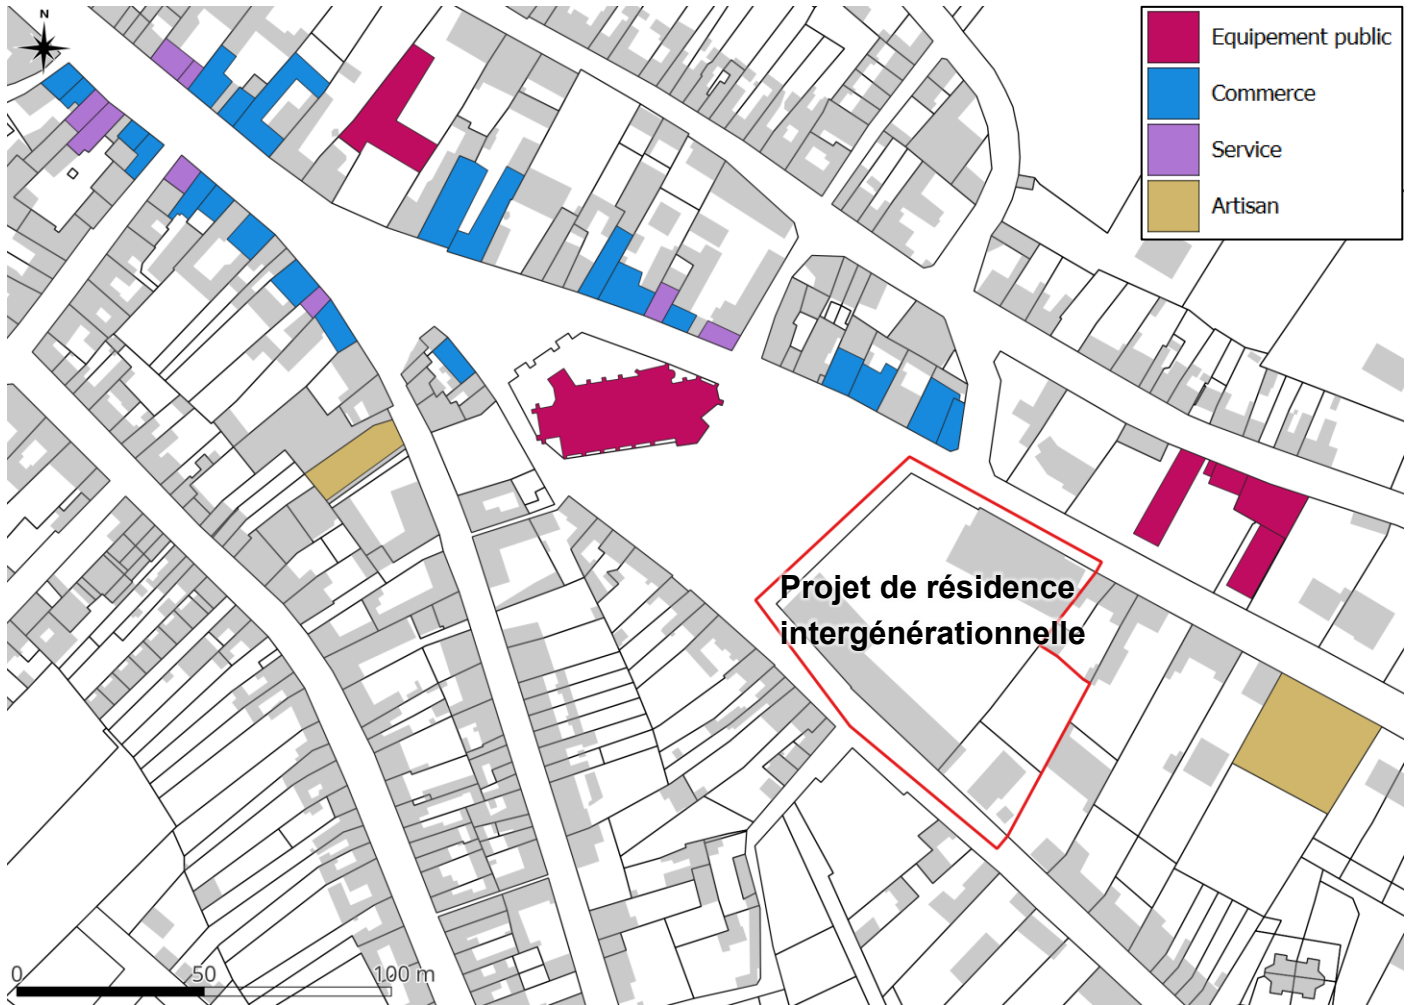 N
Equipement public
Commerce
Service
Artisan
Projet de résidence
intergénérationnelle
0 50 100 m